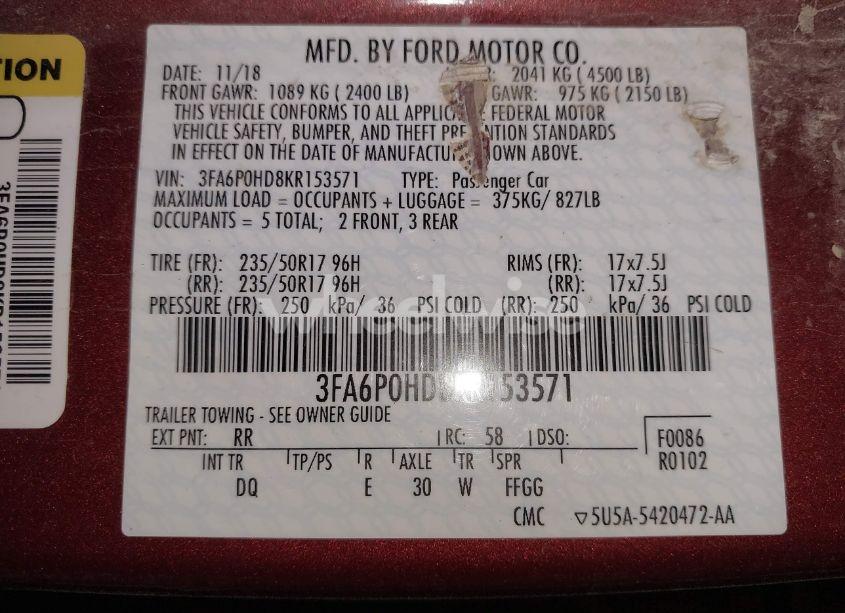 TION
MFD. BY FORD MOTOR CO.
DATE: 11/18 2041 KG ( 4500 LB)
FRONT GAWR: 1089 KG ( 2400 LB) GAWR: 975 KG ( 2150 LB)
THIS VEHICLE CONFORMS TO ALL APPLIC FEDERAL MOTOR
VEHICLE SAFETY, BUMPER, AND THEFT PRE NTION STANDARDS
IN EFFECT ON THE DATE OF MANUFACTU OWN ABOVE.
VIN: 3FA6P0HD8KR153571 TYPE: Passenger Car
MAXIMUM LOAD = OCCUPANTS + LUGGAGE = 375KG/ 827LB
OCCUPANTS = 5 TOTAL; 2 FRONT, 3 REAR
TIRE (FR): 235/50R17 96H RIMS (FR): 17x7.5J
(RR): 235/50R17 96H (RR): 17x7.5J
PRESSURE (FR): 250 kPa/ 36 PSI COLD (RR): 250 kPa/ 36 PSI COLD
wheelwise
3FA6P0HD8KR153571
TRAILER TOWING - SEE OWNER GUIDE
EXT PNT: RR RC: 58 DSO: F0086
R0102
INT TR TP/PS R AXLE TR SPR
DQ E 30 W FFGG
CMC ▽5U5A-5420472-AA